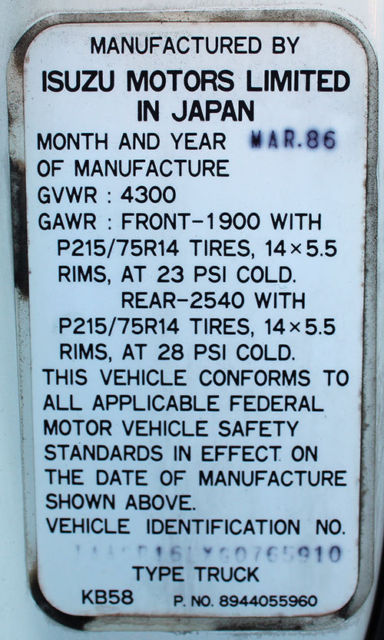 MANUFACTURED BY
ISUZU MOTORS LIMITED
IN JAPAN
MONTH AND YEAR MAR.86
OF MANUFACTURE
GVWR : 4300
GAWR : FRONT-1900 WITH
P215/75R14 TIRES, 14×5.5
RIMS, AT 23 PSI COLD.
REAR-2540 WITH
P215/75R14 TIRES, 14×5.5
RIMS, AT 28 PSI COLD.
THIS VEHICLE CONFORMS TO
ALL APPLICABLE FEDERAL
MOTOR VEHICLE SAFETY
STANDARDS IN EFFECT ON
THE DATE OF MANUFACTURE
SHOWN ABOVE.
VEHICLE IDENTIFICATION NO.
TYPE TRUCK
KB58 P. NO. 8944055960